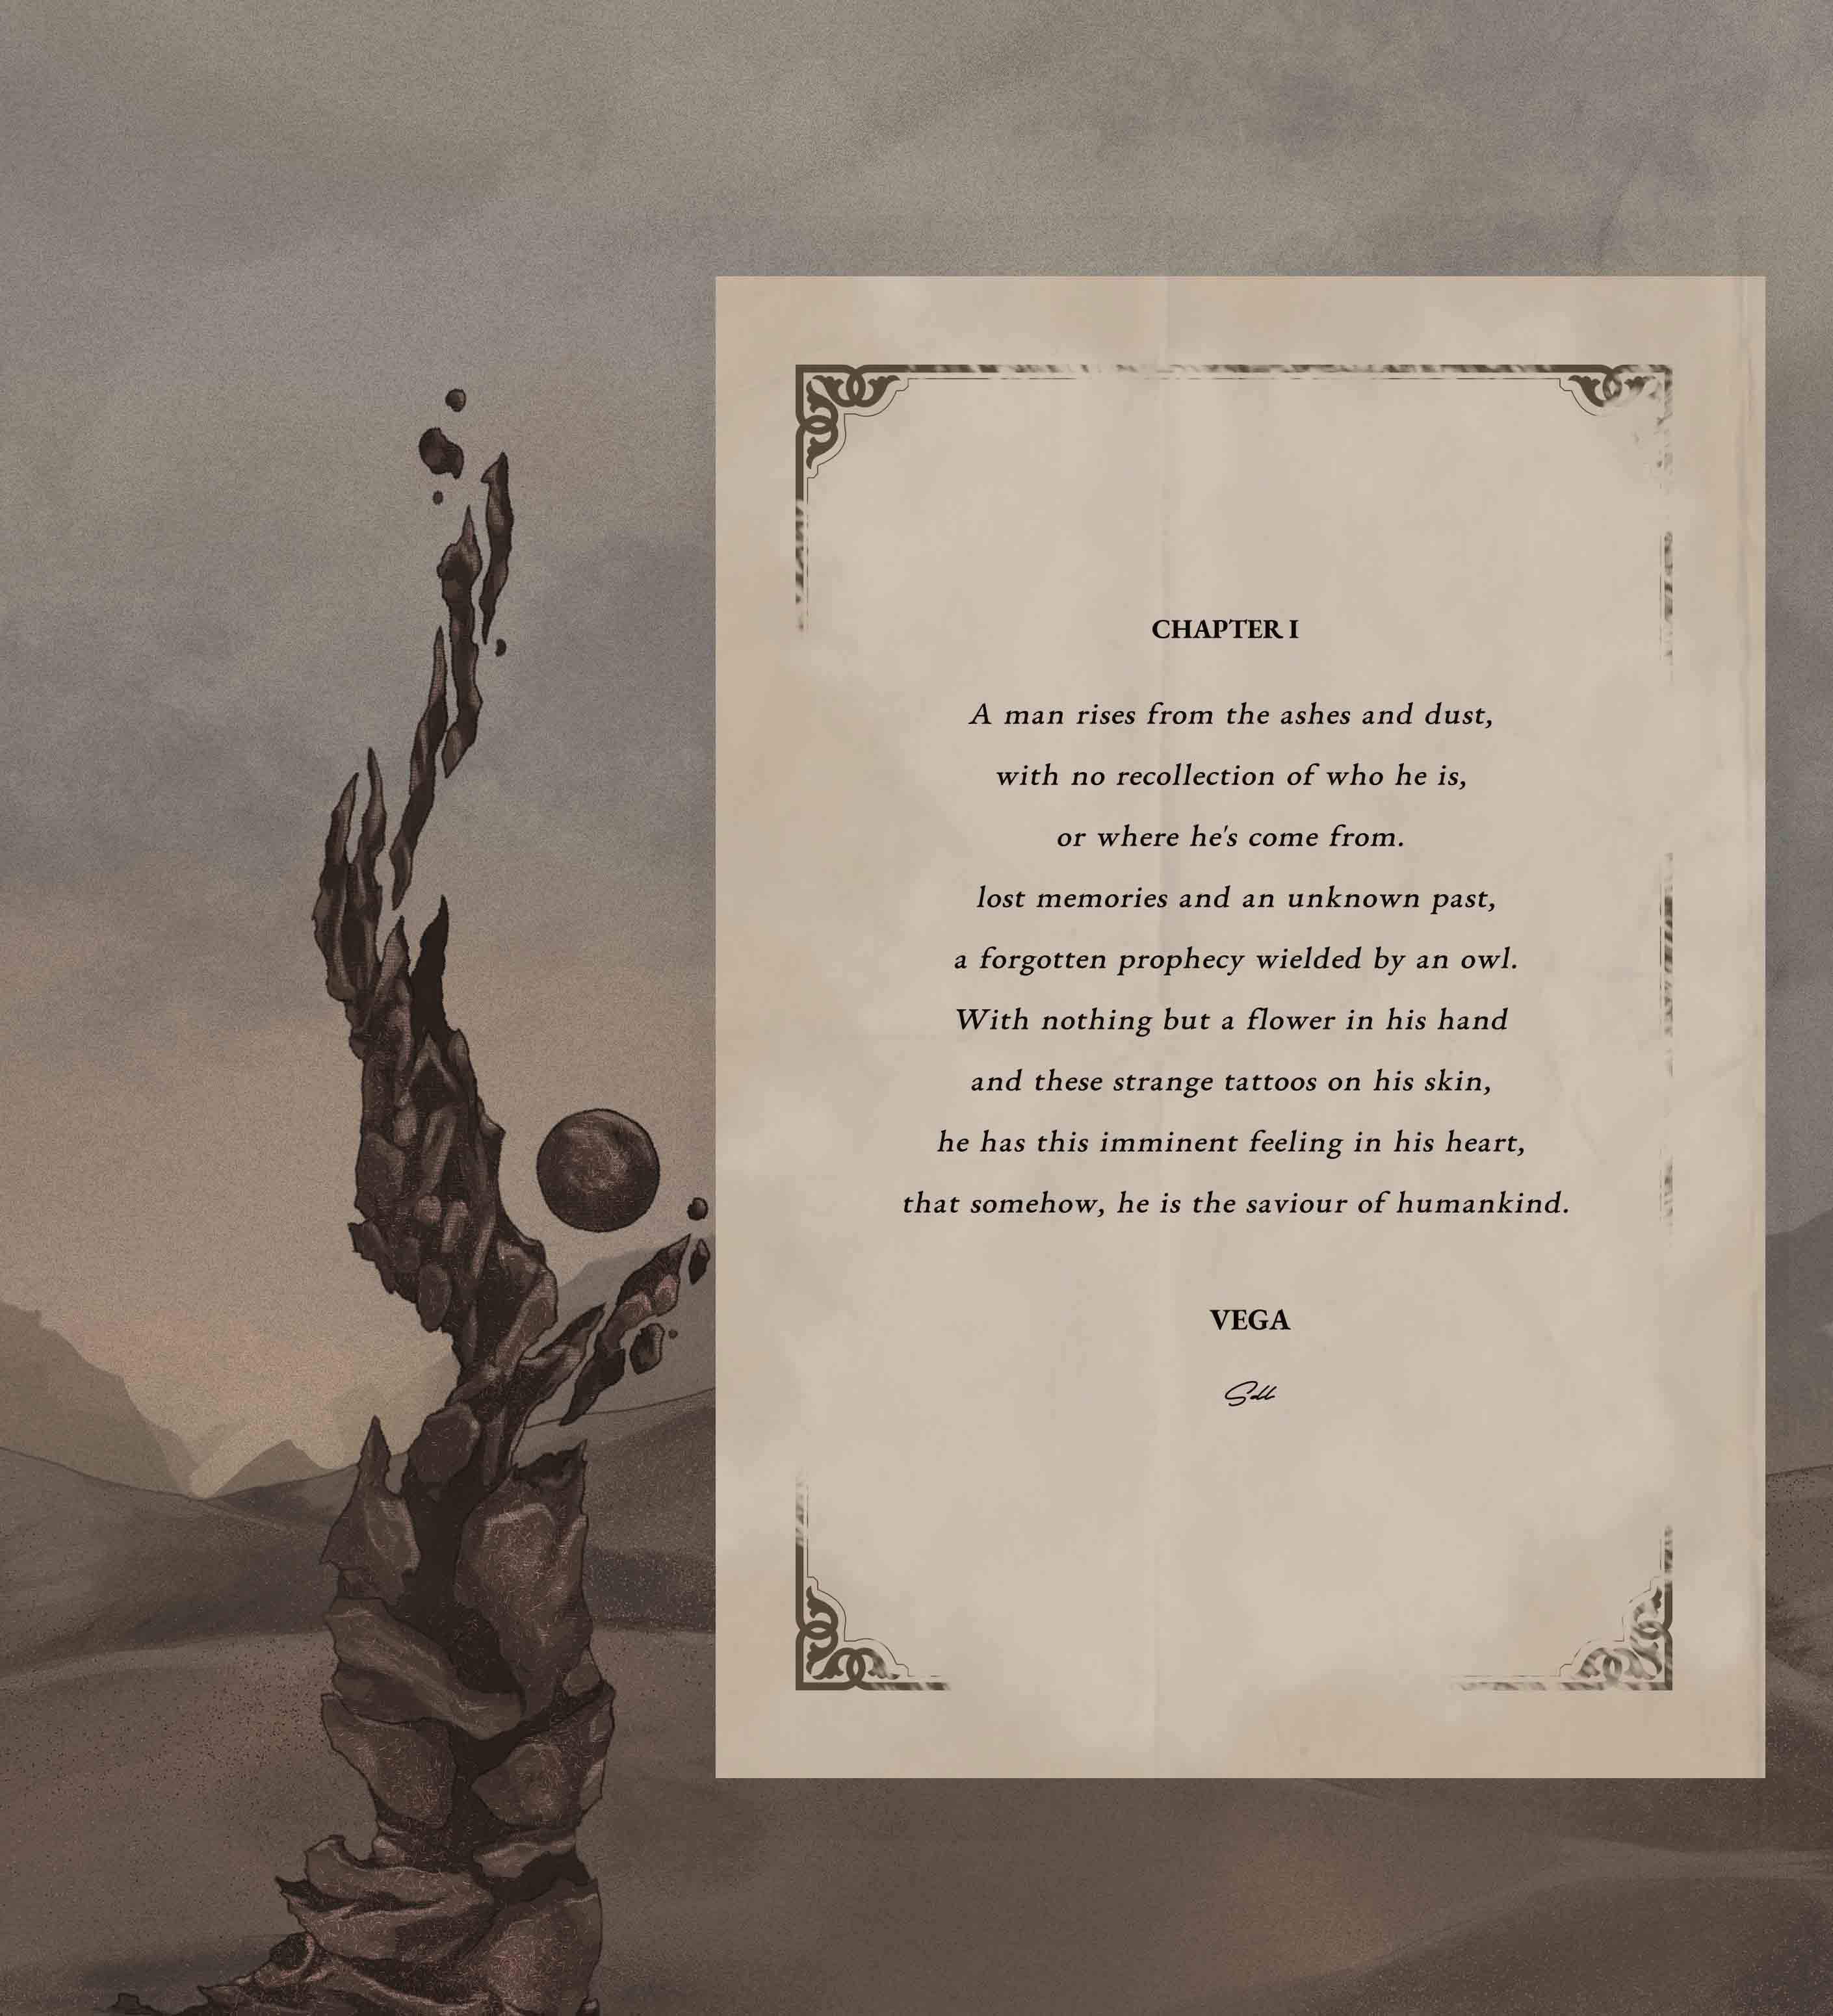 CHAPTER I
A man rises from the ashes and dust,
with no recollection of who he is,
or where he's come from.
lost memories and an unknown past,
a forgotten prophecy wielded by an owl.
With nothing but a flower in his hand
and these strange tattoos on his skin,
he has this imminent feeling in his heart,
that somehow, he is the saviour of humankind.
VEGA